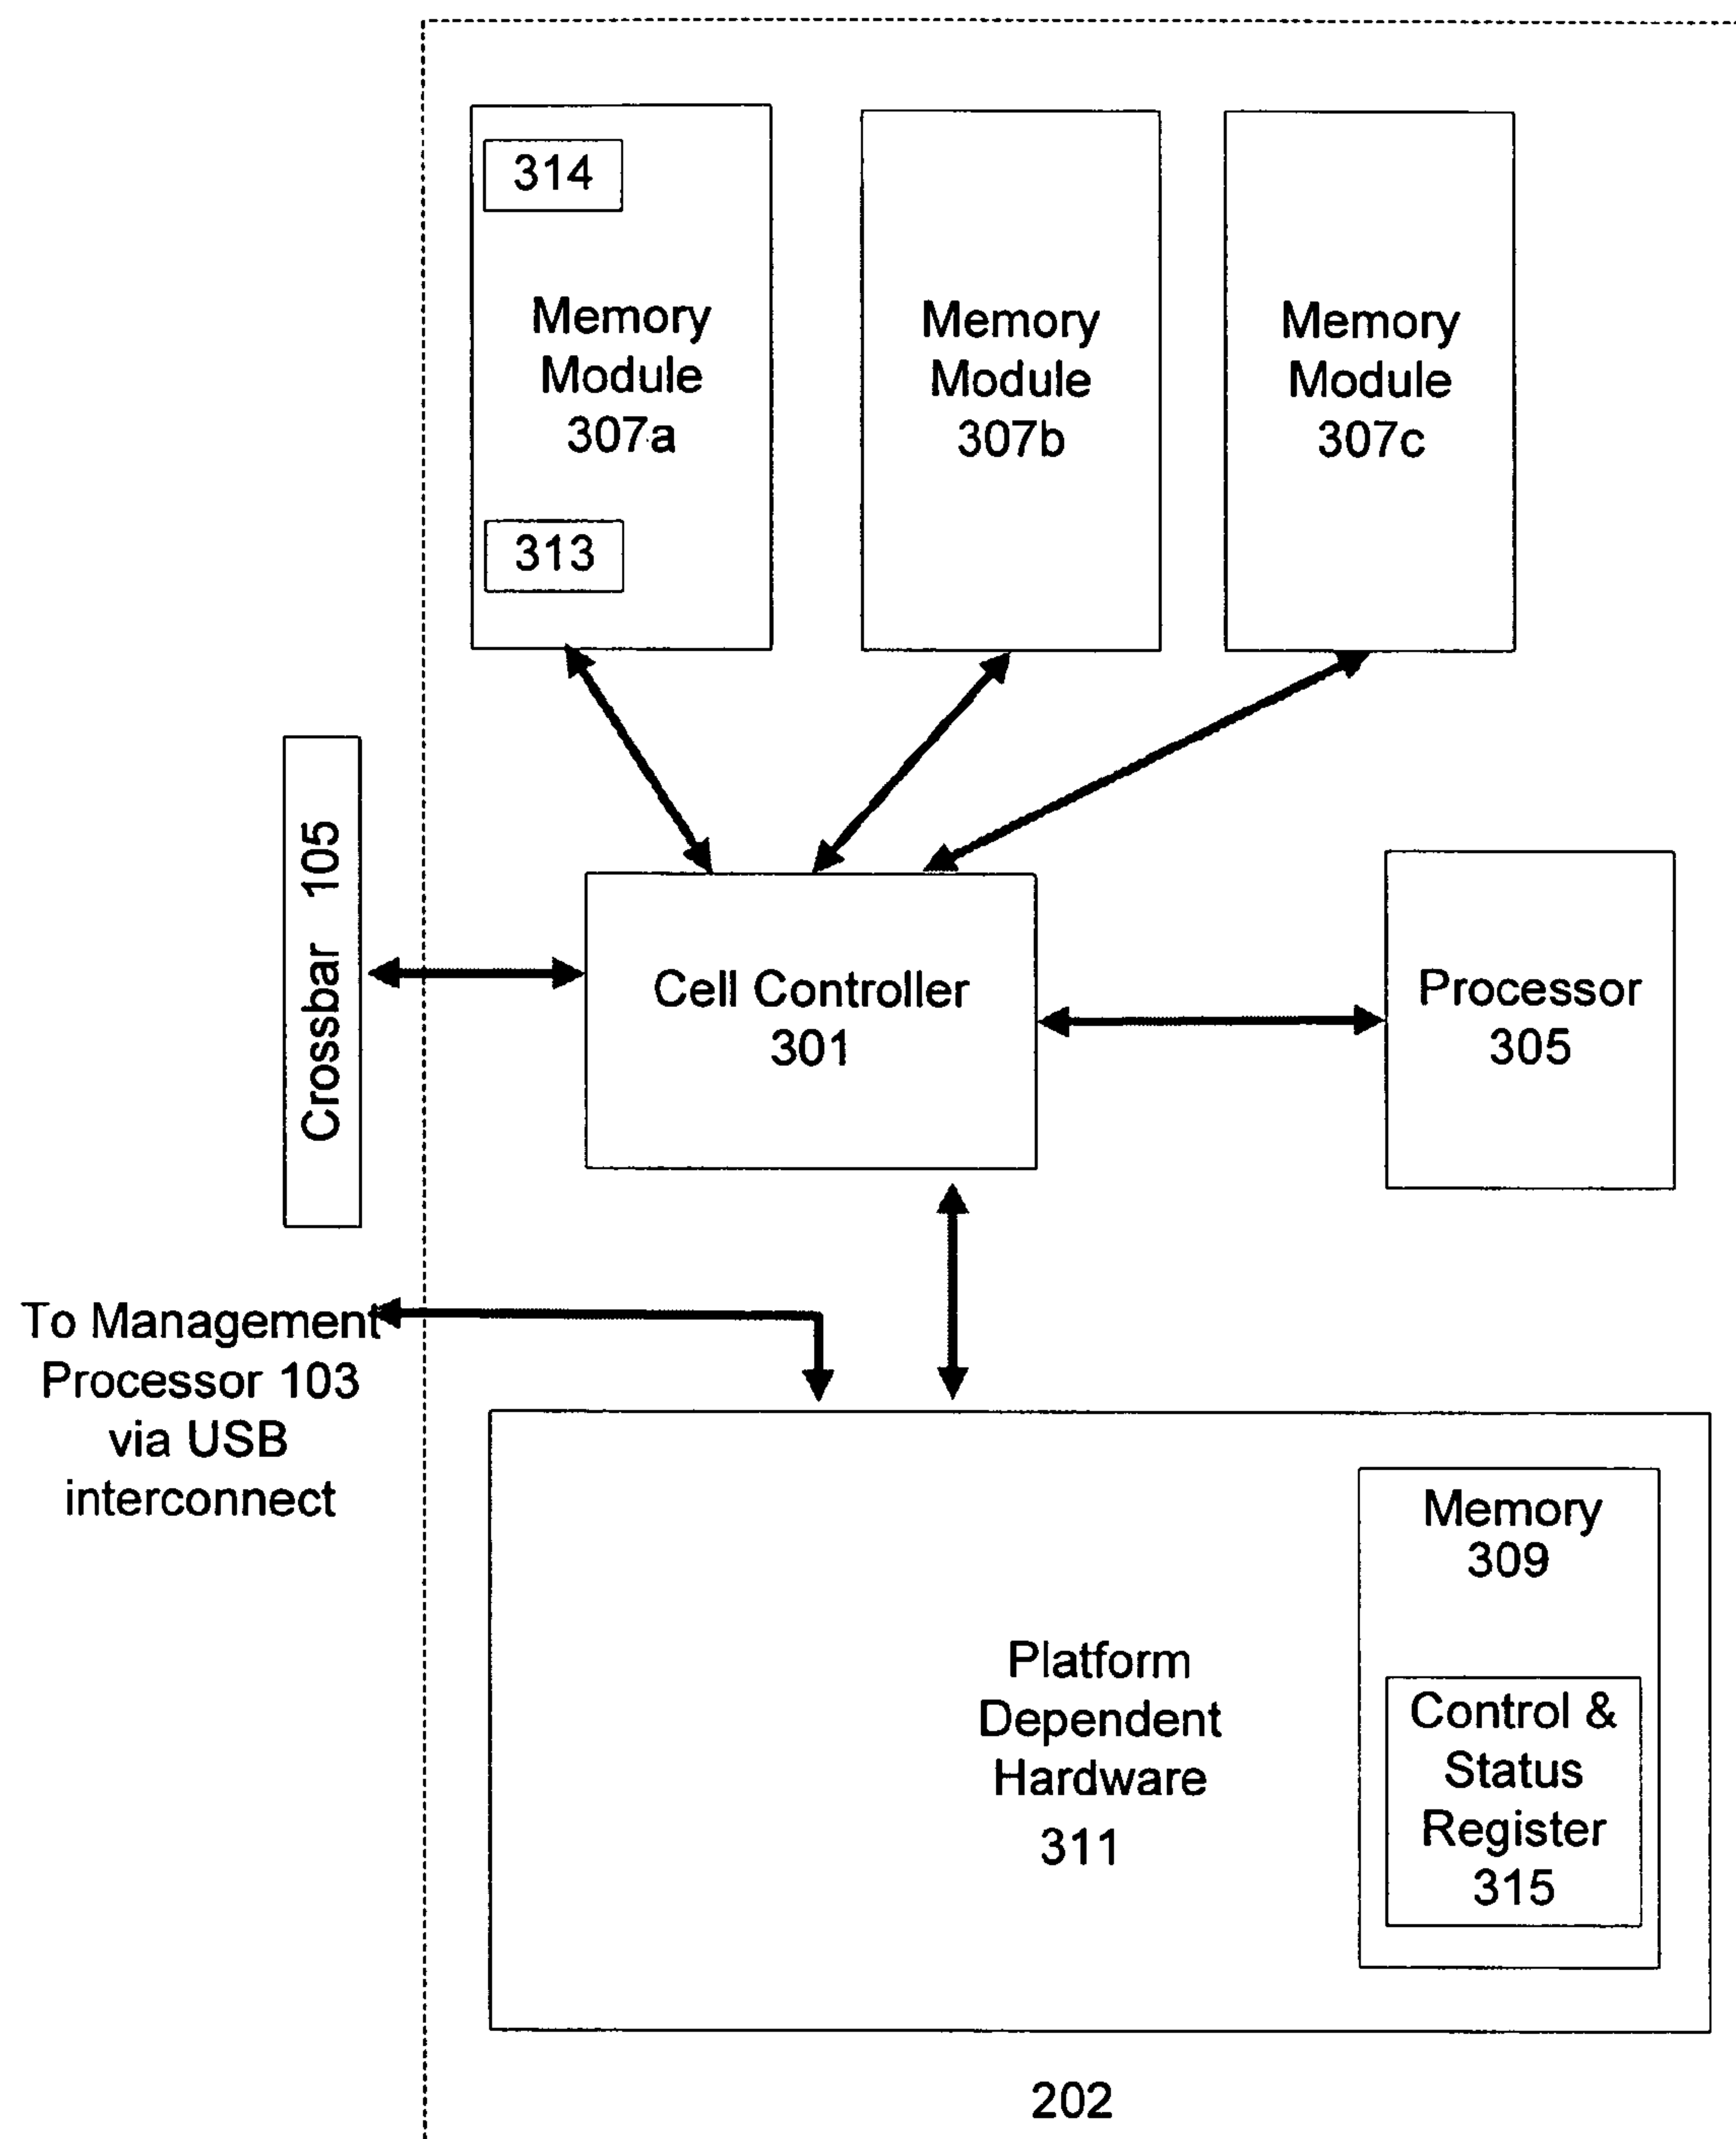 314
Memory
Module
307a
313
Memory
Module
307b
Memory
Module
307c
Crossbar 105
Cell Controller
301
Processor
305
To Management
Processor 103
via USB
interconnect
Platform
Dependent
Hardware
311
Memory
309
Control &
Status
Register
315
202